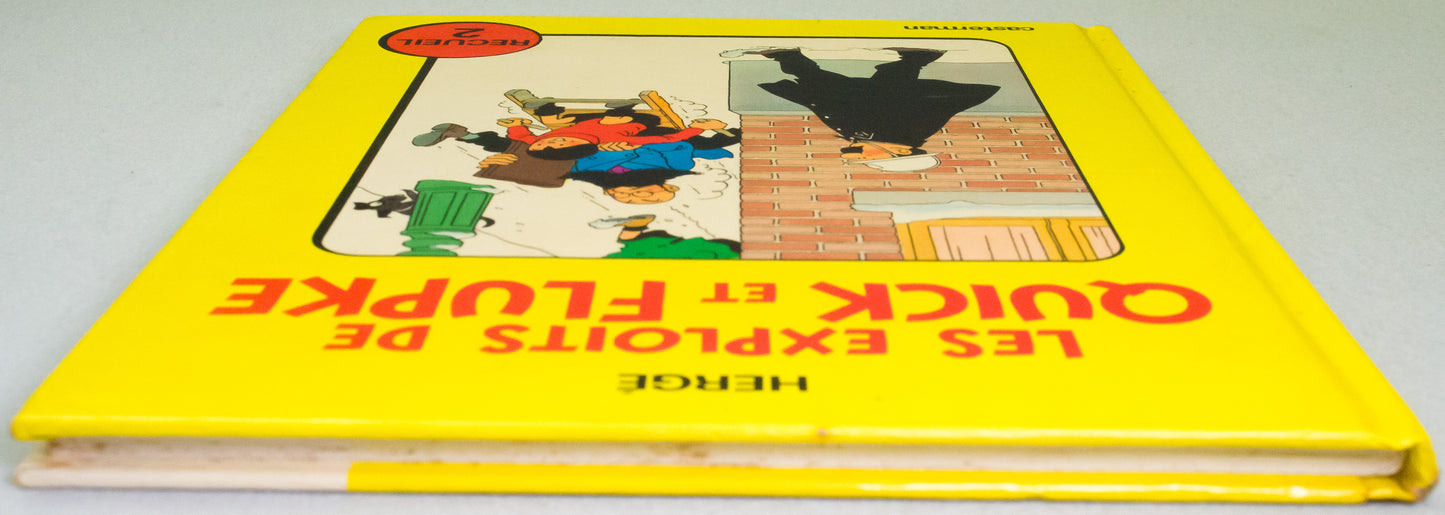 HERGÉ
LES EXPLOITS DE
QUICK ET FLUPKE
RECUEIL
2
casterman